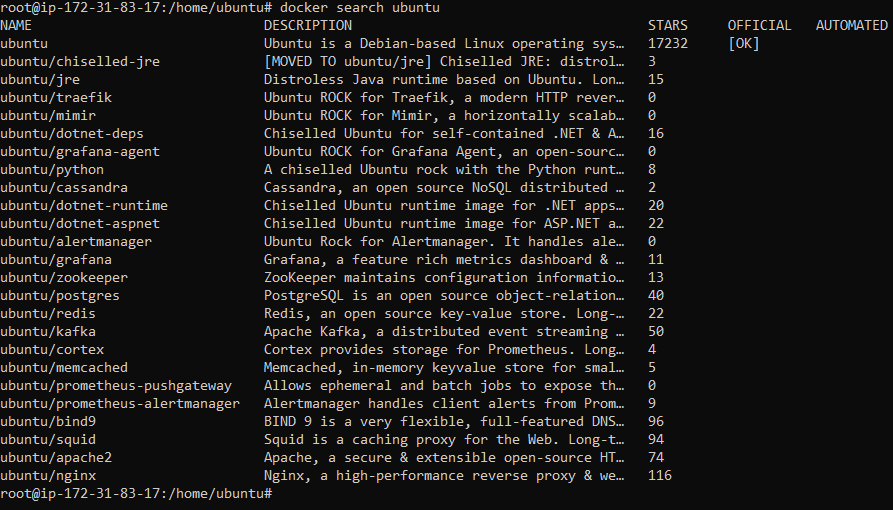 root@ip-172-31-83-17:/home/ubuntu# docker search ubuntu
NAME DESCRIPTION STARS OFFICIAL AUTOMATED
ubuntu Ubuntu is a Debian-based Linux operating sys… 17232 [OK]
ubuntu/chiselled-jre [MOVED TO ubuntu/jre] Chiselled JRE: distrol… 3
ubuntu/jre Distroless Java runtime based on Ubuntu. Lon… 15
ubuntu/traefik Ubuntu ROCK for Traefik, a modern HTTP rever… 0
ubuntu/mimir Ubuntu ROCK for Mimir, a horizontally scalab… 0
ubuntu/dotnet-deps Chiselled Ubuntu for self-contained .NET & A… 16
ubuntu/grafana-agent Ubuntu ROCK for Grafana Agent, an open-sourc… 0
ubuntu/python A chiselled Ubuntu rock with the Python runt… 8
ubuntu/cassandra Cassandra, an open source NoSQL distributed … 2
ubuntu/dotnet-runtime Chiselled Ubuntu runtime image for .NET apps… 20
ubuntu/dotnet-aspnet Chiselled Ubuntu runtime image for ASP.NET a… 22
ubuntu/alertmanager Ubuntu Rock for Alertmanager. It handles ale… 0
ubuntu/grafana Grafana, a feature rich metrics dashboard & … 11
ubuntu/zookeeper ZooKeeper maintains configuration informatio… 13
ubuntu/postgres PostgreSQL is an open source object-relation… 40
ubuntu/redis Redis, an open source key-value store. Long-… 22
ubuntu/kafka Apache Kafka, a distributed event streaming … 50
ubuntu/cortex Cortex provides storage for Prometheus. Long… 4
ubuntu/memcached Memcached, in-memory keyvalue store for smal… 5
ubuntu/prometheus-pushgateway Allows ephemeral and batch jobs to expose th… 0
ubuntu/prometheus-alertmanager Alertmanager handles client alerts from Prom… 9
ubuntu/bind9 BIND 9 is a very flexible, full-featured DNS… 96
ubuntu/squid Squid is a caching proxy for the Web. Long-t… 94
ubuntu/apache2 Apache, a secure & extensible open-source HT… 74
ubuntu/nginx Nginx, a high-performance reverse proxy & we… 116
root@ip-172-31-83-17:/home/ubuntu#